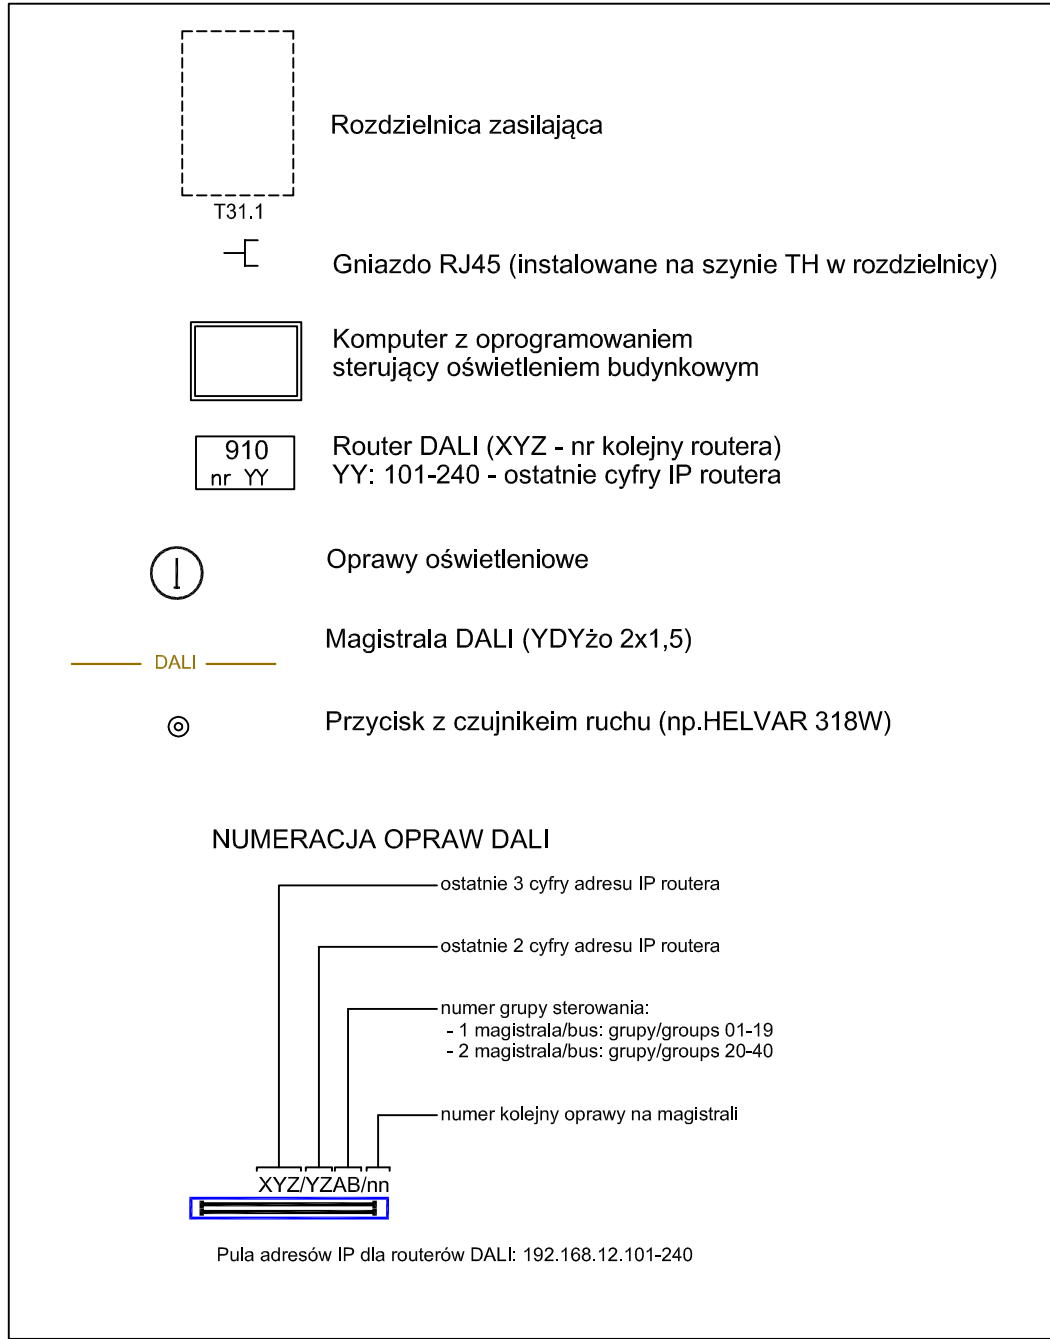 Rozdzielnica zasilająca
T31.1
Gniazdo RJ45 (instalowane na szynie TH w rozdzielnicy)
Komputer z oprogramowaniem
sterujący oświetleniem budynkowym
910
nr YY
Router DALI (XYZ - nr kolejny routera)
YY: 101-240 - ostatnie cyfry IP routera
Oprawy oświetleniowe
Magistrala DALI (YDYżo 2x1,5)
DALI
Przycisk z czujnikeim ruchu (np.HELVAR 318W)
NUMERACJA OPRAW DALI
ostatnie 3 cyfry adresu IP routera
ostatnie 2 cyfry adresu IP routera
numer grupy sterowania:
- 1 magistrala/bus: grupy/groups 01-19
- 2 magistrala/bus: grupy/groups 20-40
numer kolejny oprawy na magistrali
XYZ/YZAB/nn
Pula adresów IP dla routerów DALI: 192.168.12.101-240